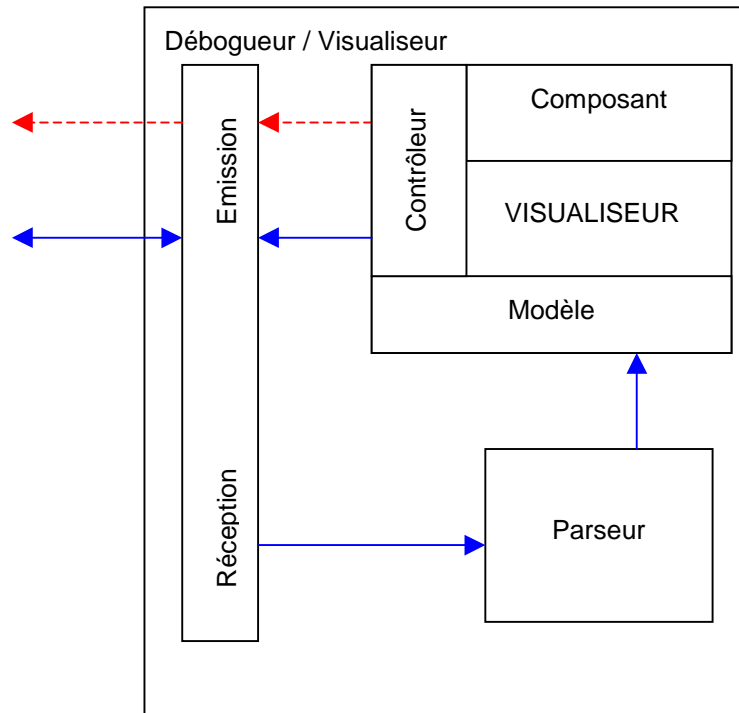 Débogueur / Visualiseur
Emission
Réception
Contrôleur
Composant
VISUALISEUR
Modèle
Parseur